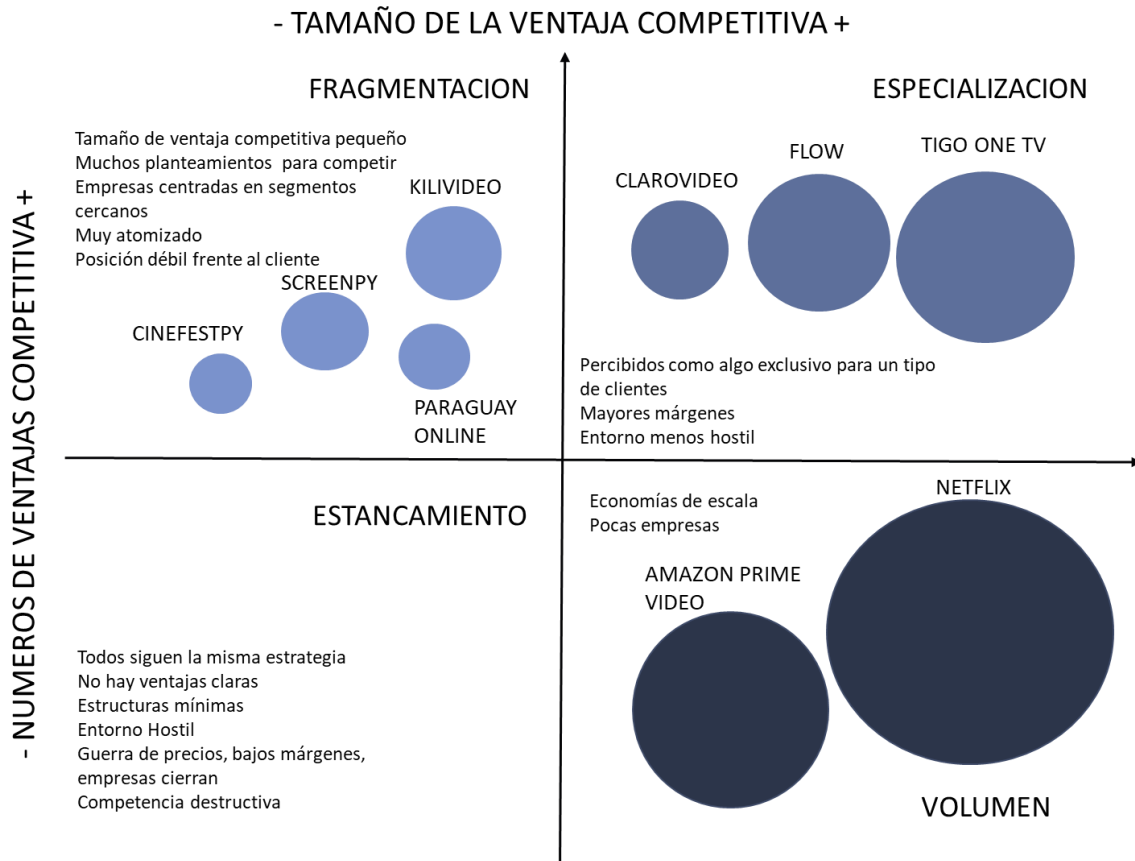 - TAMAÑO DE LA VENTAJA COMPETITIVA +
- NUMEROS DE VENTAJAS COMPETITIVA +
FRAGMENTACION
Tamaño de ventaja competitiva pequeño
Muchos planteamientos para competir
Empresas centradas en segmentos
cercanos
Muy atomizado
Posición débil frente al cliente
KILIVIDEO
SCREENPY
CINEFESTPY
PARAGUAY
ONLINE
ESPECIALIZACION
CLAROVIDEO
FLOW
TIGO ONE TV
Percibidos como algo exclusivo para un tipo
de clientes
Mayores márgenes
Entorno menos hostil
ESTANCAMIENTO
Todos siguen la misma estrategia
No hay ventajas claras
Estructuras mínimas
Entorno Hostil
Guerra de precios, bajos márgenes,
empresas cierran
Competencia destructiva
Economías de escala
Pocas empresas
NETFLIX
AMAZON PRIME
VIDEO
VOLUMEN